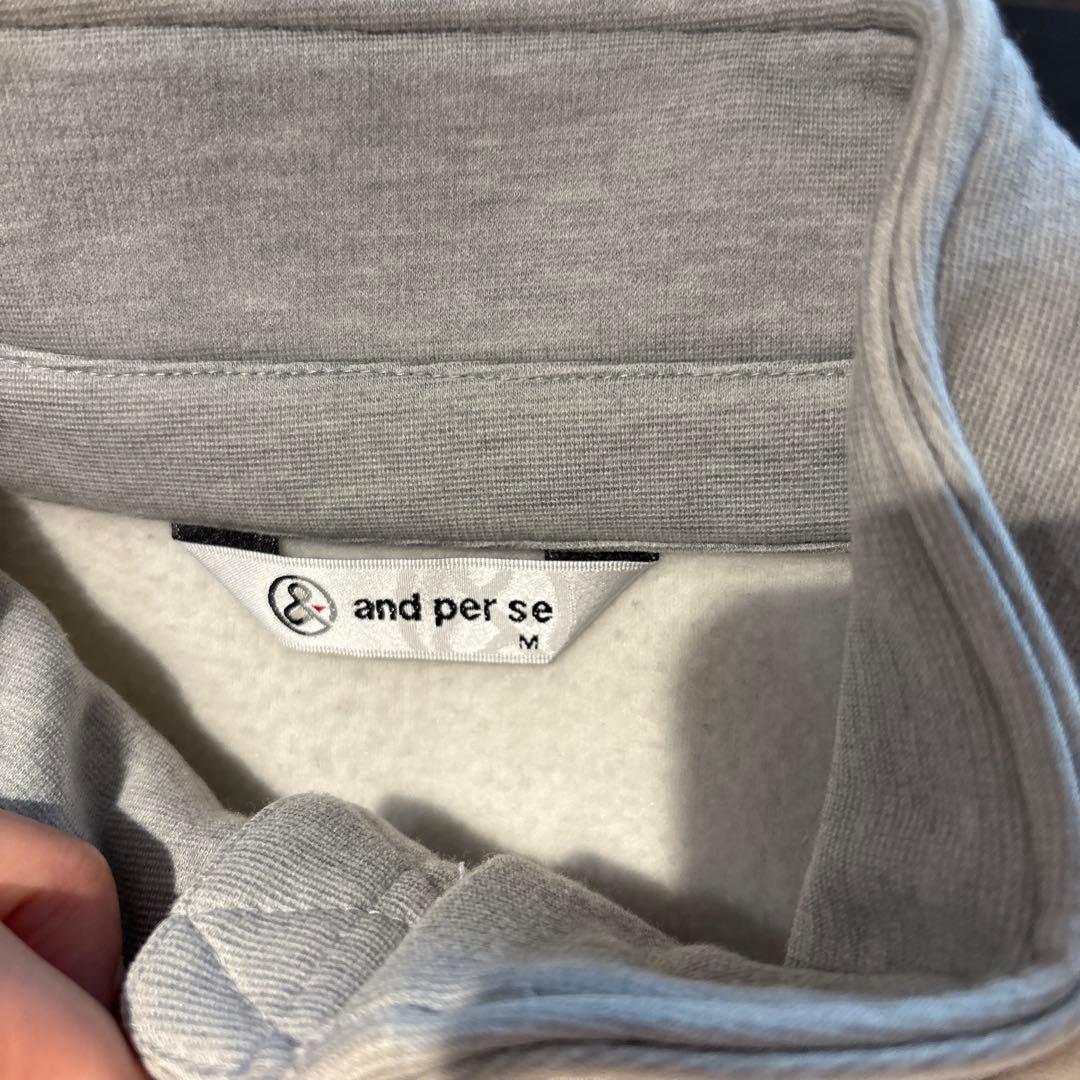 & and per se
M